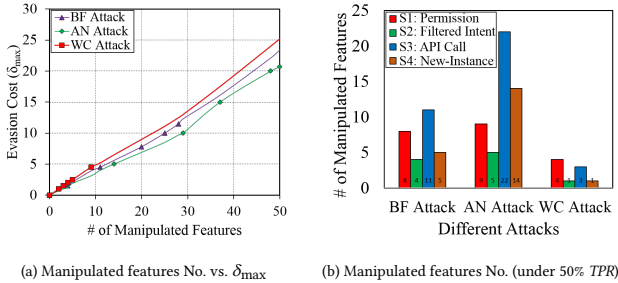 30
25
20
15
10
5
0
Evasion Cost (δmax)
BF Attack
AN Attack
WC Attack
0 10 20 30 40 50
# of Manipulated Features
(a) Manipulated features No. vs. δmax
25
20
15
10
5
0
# of Manipulated Features
S1: Permission
S2: Filtered Intent
S3: API Call
S4: New-Instance
8 4 11 5 9 5 22 14 4 1 3 1
BF Attack AN Attack WC Attack
Different Attacks
(b) Manipulated features No. (under 50% TPR)